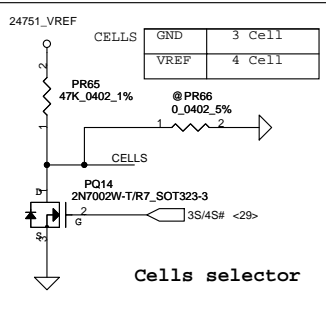 24751_VREF
CELLS GND 3 Cell
VREF 4 Cell
2
PR65
47K_0402_1%
1
@PR66
0_0402_5%
1 2
CELLS
D
PQ14
2N7002W-T/R7_SOT323-3
2
G
3S/4S# <29>
S
3
Cells selector